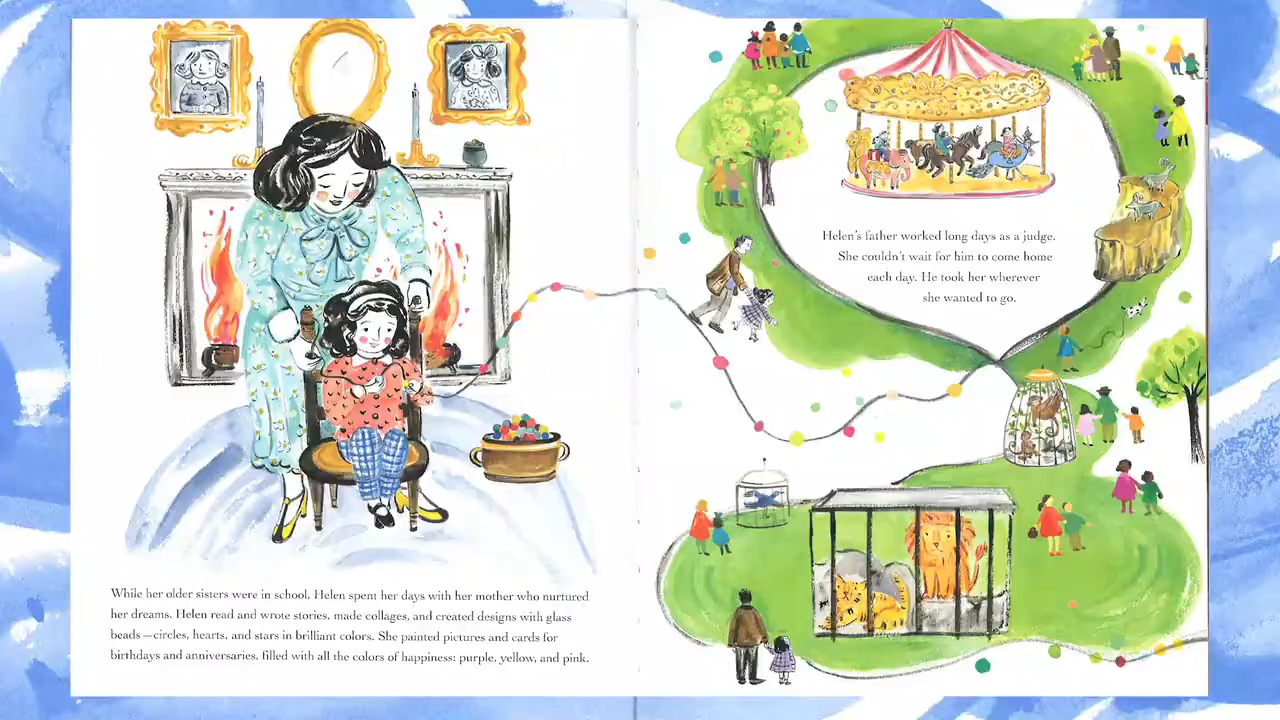 While her older sisters were in school, Helen spent her days with her mother who nurtured
her dreams. Helen read and wrote stories, made collages, and created designs with glass
beads—circles, hearts, and stars in brilliant colors. She painted pictures and cards for
birthdays and anniversaries, filled with all the colors of happiness: purple, yellow, and pink.
Helen's father worked long days as a judge.
She couldn't wait for him to come home
each day. He took her wherever
she wanted to go.